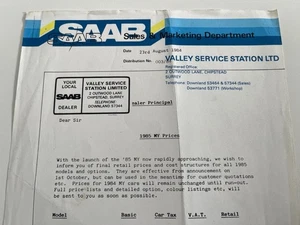 SAAB
Sales & Marketing Department
Date 23rd August 1984
Distribution No.
VALLEY SERVICE STATION LTD
Registered Office:
2 OUTWOOD LANE, CHIPSTEAD
SURREY
Telephone: Downland 53454 & 57344 (Sales)
Downland 53771 (Workshop)
YOUR
LOCAL
SAAB
DEALER
VALLEY SERVICE
STATION LIMITED
2 OUTWOOD LANE
CHIPSTEAD, SURREY
TELEPHONE
DOWNLAND 57344
Dealer Principal
Dear Sir
1985 MY Prices
With the launch of the '85 MY now rapidly approaching, we wish to
inform you of final retail prices and cost structures for all 1985
models and options. They are effective from announcement on
1st October, but can be used in the meantime for customer quotations
etc. Prices for 1984 MY cars will remain unchanged until run-out.
Full price-lists and detailed option, colour listings etc. will
be sent to you as soon as possible.
Model Basic Car Tax V.A.T. Retail